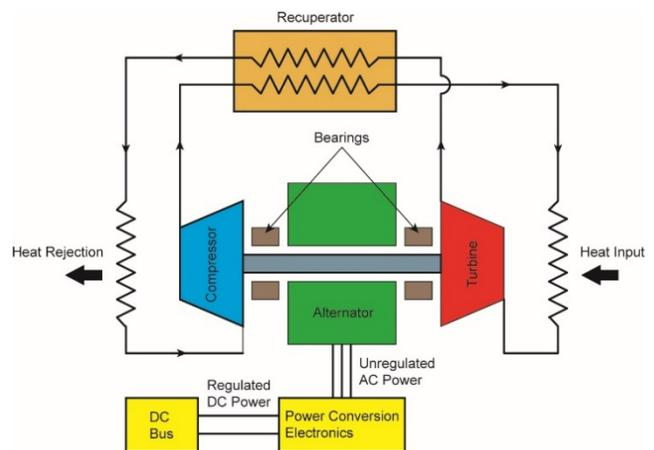 Recuperator
Bearings
Heat Rejection
Compressor
Turbine
Heat Input
Alternator
Unregulated
AC Power
Regulated
DC Power
DC
Bus
Power Conversion
Electronics